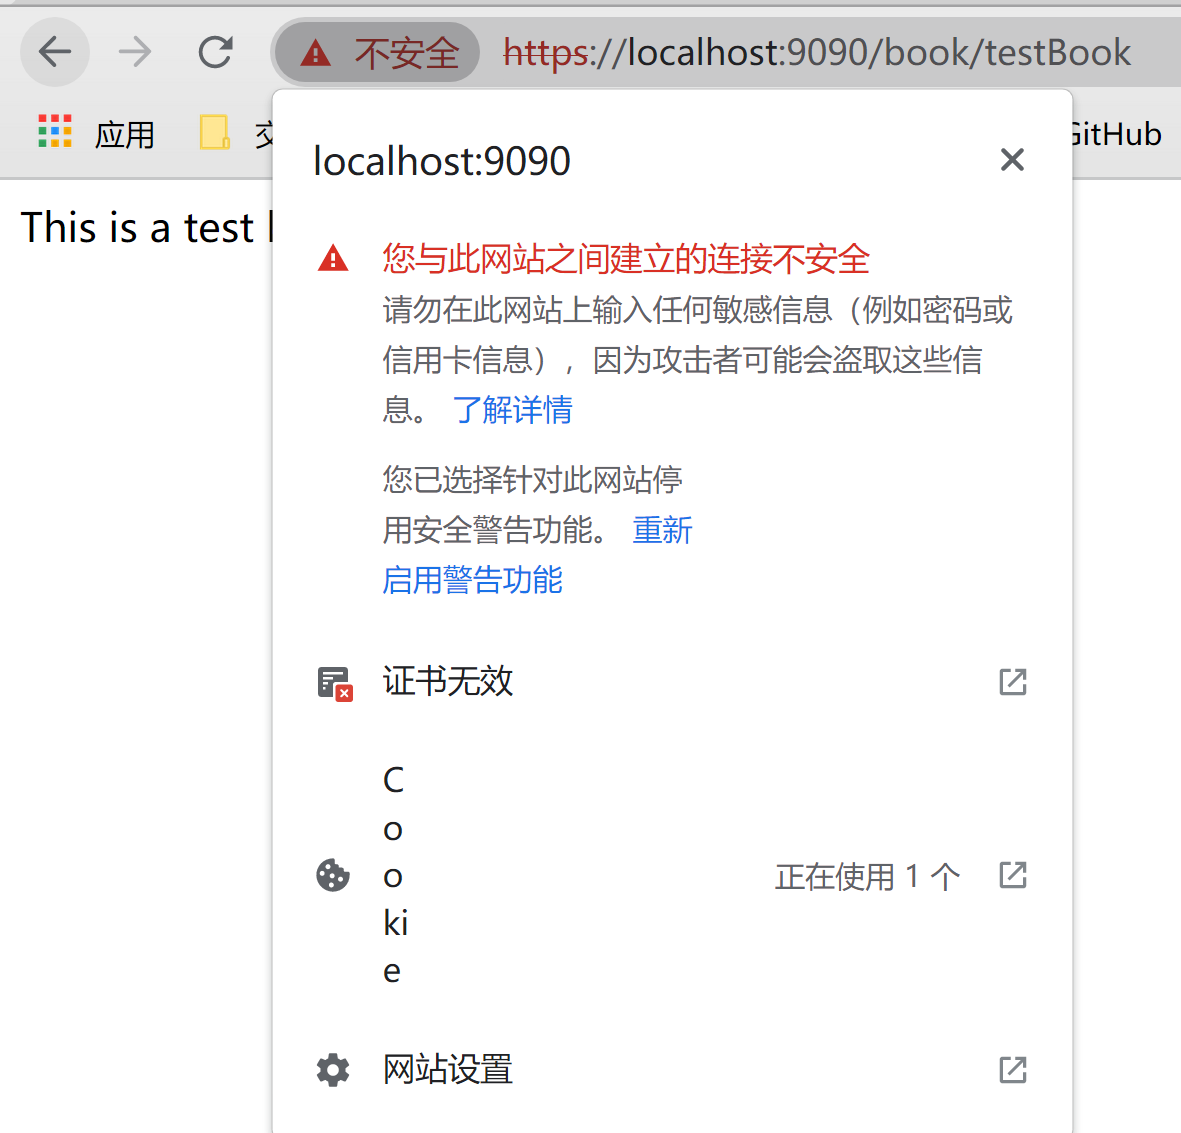 不安全 https://localhost:9090/book/testBook
应用
GitHub
localhost:9090
This is a test
您与此网站之间建立的连接不安全
请勿在此网站上输入任何敏感信息（例如密码或
信用卡信息），因为攻击者可能会盗取这些信
息。 了解详情
您已选择针对此网站停
用安全警告功能。 重新
启用警告功能
证书无效
C
o
o
ki
e
正在使用 1 个
网站设置